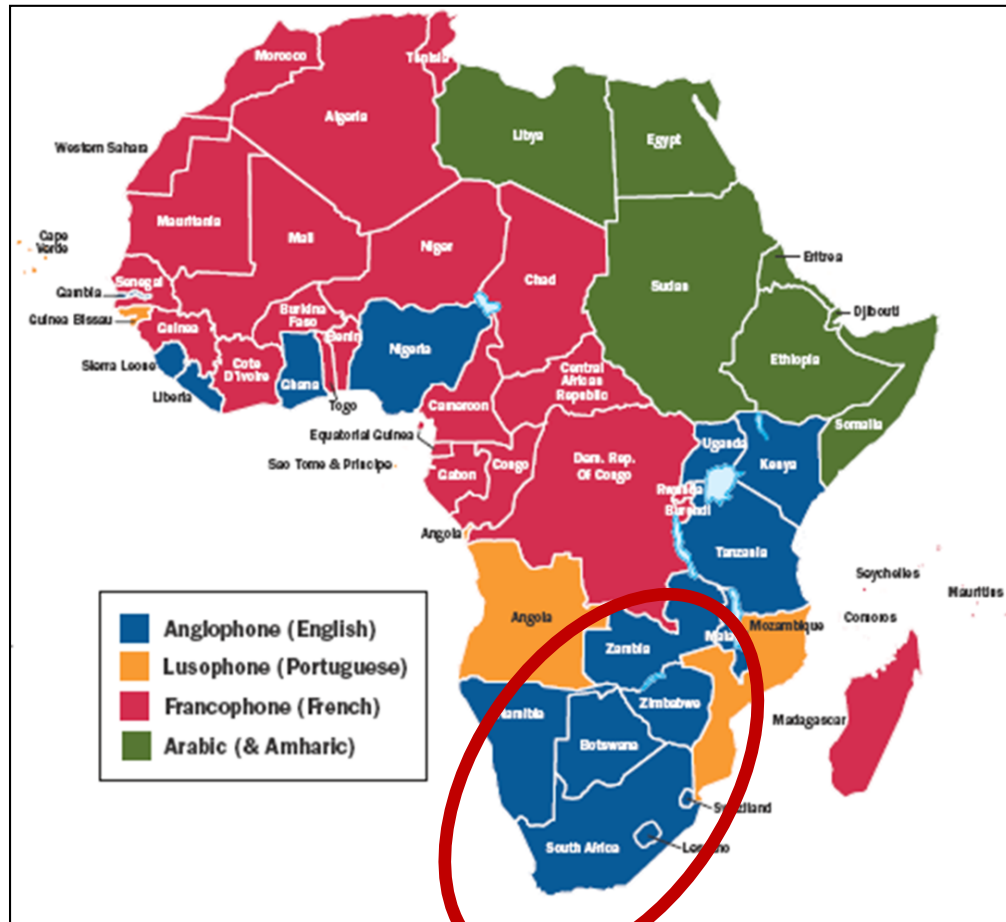 Morocco
Tunisia
Algeria
Libya
Egypt
Western Sahara
Mauritania
Mali
Niger
Chad
Sudan
Eritrea
Cape
Verde
Senegal
Gambia
Guinea Bissau
Guinea
Burkina
Faso
Benin
Nigeria
Djibouti
Ethiopia
Sierra Leone
Cote
D'Ivoire
Ghana
Liberia
Togo
Central
African
Republic
Cameroon
Somalia
Equatorial Guinea
Uganda
Kenya
Sao Tome & Principe
Gabon
Congo
Dem. Rep.
Of Congo
Rwanda
Burundi
Angola
Tanzania
Seychelles
Mauritius
Comoros
Angola
Mozambique
Zambia
Zimbabwe
Namibia
Botswana
Madagascar
Swaziland
South Africa
Anglophone (English)
Lusophone (Portuguese)
Francophone (French)
Arabic (& Amharic)